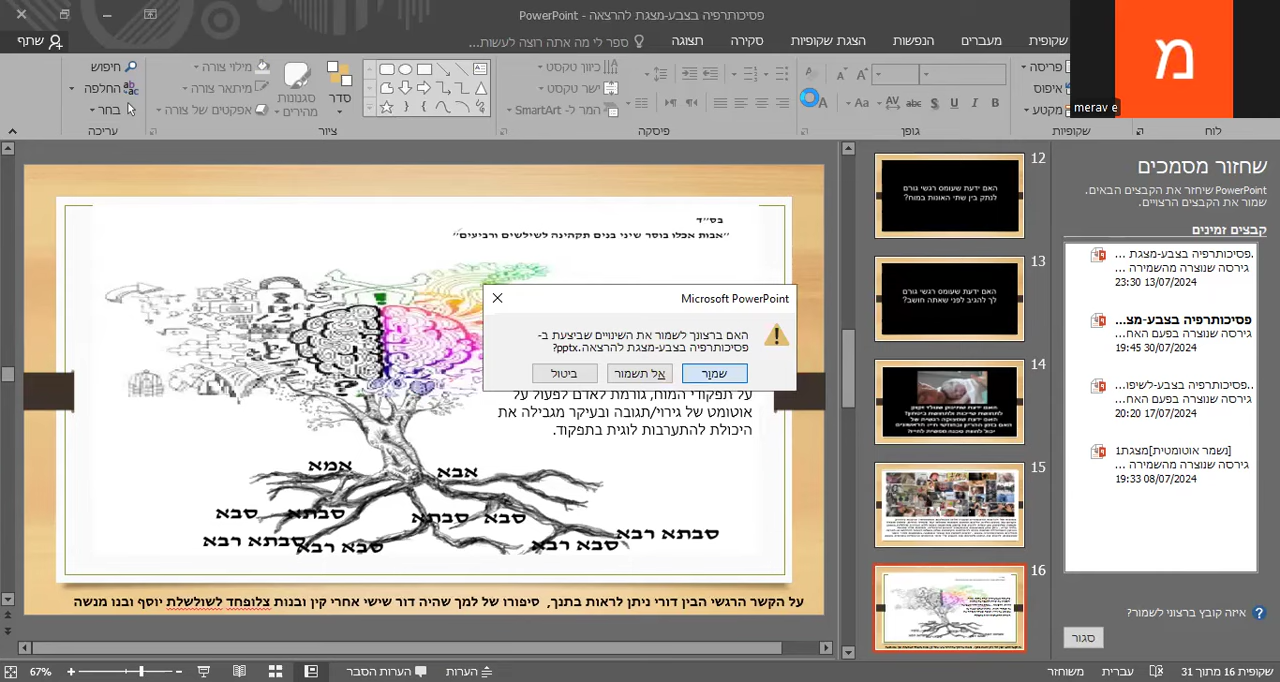 פסיכותרפיה בצבע-מצגת להרצאה - PowerPoint
שקופית
מעברים
הנפשות
הצגת שקופיות
סקירה
תצוגה
ספר לי מה אתה רוצה לעשות...
שתף
מ
merav e
פריסה
איפוס
מקטע
כיוון טקסט
ישר טקסט
המר ל- SmartArt
סדר
סגנונות
מהירים
מילוי צורה
מיתאר צורה
אפקטים של צורה
חיפוש
החלפה
בחר
לוח
שקופיות
גופן
פיסקה
ציור
עריכה
שחזור מסמכים
PowerPoint שיחזר את הקבצים הבאים.
שמור את הקבצים הרצויים.
קבצים זמינים
פסיכותרפיה בצבע-מצגת ...
גירסה שנוצרה מהשמירה ...
23:30 13/07/2024
פסיכותרפיה בצבע-מצ...
גירסה שנוצרה בפעם האח...
19:45 30/07/2024
פסיכותרפיה בצבע-לשיפו...
גירסה שנוצרה בפעם האח...
20:20 17/07/2024
מצגת1[נשמר אוטומטית]
גירסה שנוצרה מהשמירה ...
19:33 08/07/2024
איזה קובץ ברצוני לשמור?
סגור
12
האם ידעת שעומס רגשי גורם
לנתק בין שתי האונות במוח?
13
האם ידעת שעומס רגשי גורם
לך להגיב לפני שאתה חושב?
14
15
16
בס״ד
״אבות אכלו בוסר שיני בנים תקהינה לשילשים ורביעים״
Microsoft PowerPoint
האם ברצונך לשמור את השינויים שביצעת ב-
פסיכותרפיה בצבע-מצגת להרצאה.pptx?
שמור
אל תשמור
ביטול
על תפקודי המוח, גורמת לאדם לפעול על
אוטומט של גירוי/תגובה ובעיקר מגבילה את
היכולת להתערבות לוגית בתפקוד.
אבא
אמא
סבא
סבתא
סבא
סבתא
סבתא רבא
סבא רבא
סבתא רבא
סבא רבא
על הקשר הרגשי הבין דורי ניתן לראות בתנך, סיפורו של למך שהיה דור שישי אחרי קין ובנות צלופחד לשולשלת יוסף ובנו מנשה
שקופית 16 מתוך 31
עברית
משוחזר
הערות
הערות הסבר
67%